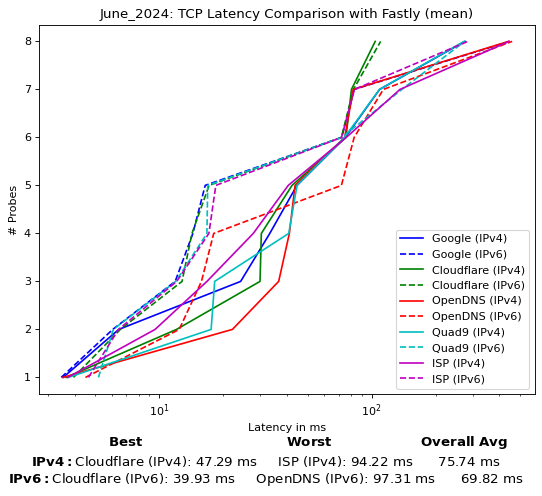 June_2024: TCP Latency Comparison with Fastly (mean)
# Probes
8
7
6
5
4
3
2
1
Google (IPv4)
Google (IPv6)
Cloudflare (IPv4)
Cloudflare (IPv6)
OpenDNS (IPv4)
OpenDNS (IPv6)
Quad9 (IPv4)
Quad9 (IPv6)
ISP (IPv4)
ISP (IPv6)
10¹ 10²
Latency in ms
Best Worst Overall Avg
IPv4: Cloudflare (IPv4): 47.29 ms ISP (IPv4): 94.22 ms 75.74 ms
IPv6: Cloudflare (IPv6): 39.93 ms OpenDNS (IPv6): 97.31 ms 69.82 ms